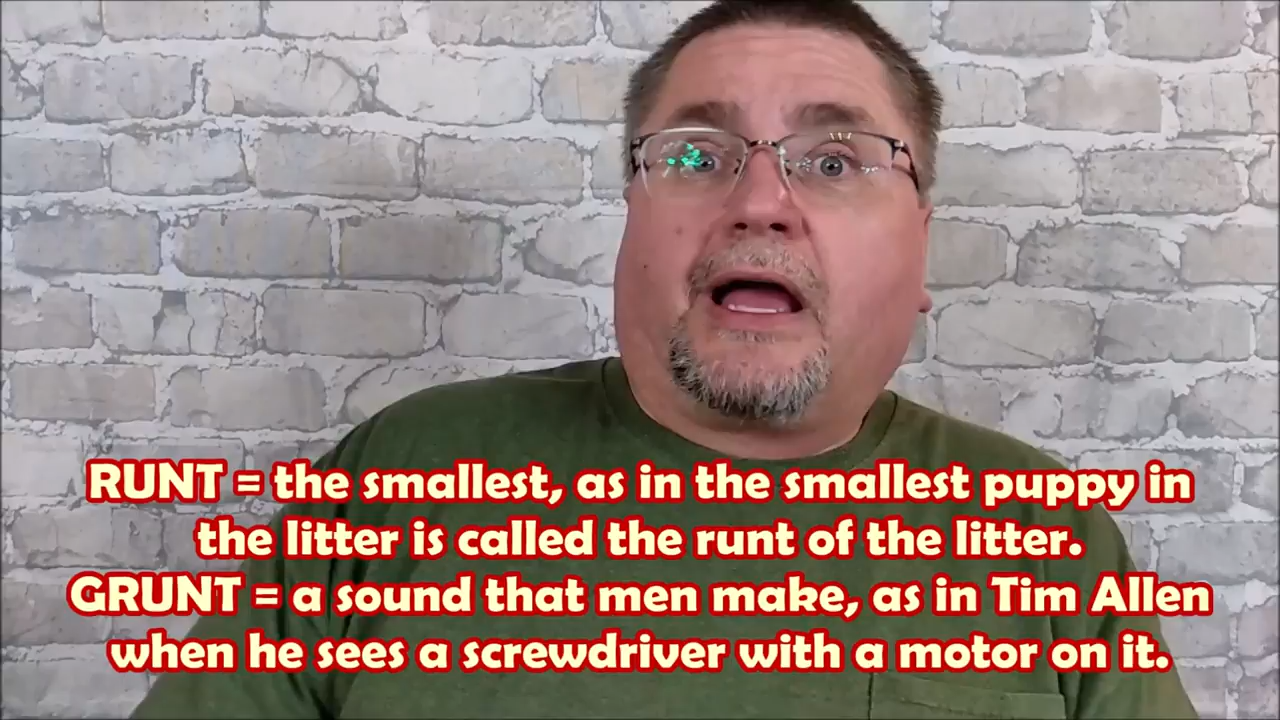 RUNT = the smallest, as in the smallest puppy in
the litter is called the runt of the litter.
GRUNT = a sound that men make, as in Tim Allen
when he sees a screwdriver with a motor on it.